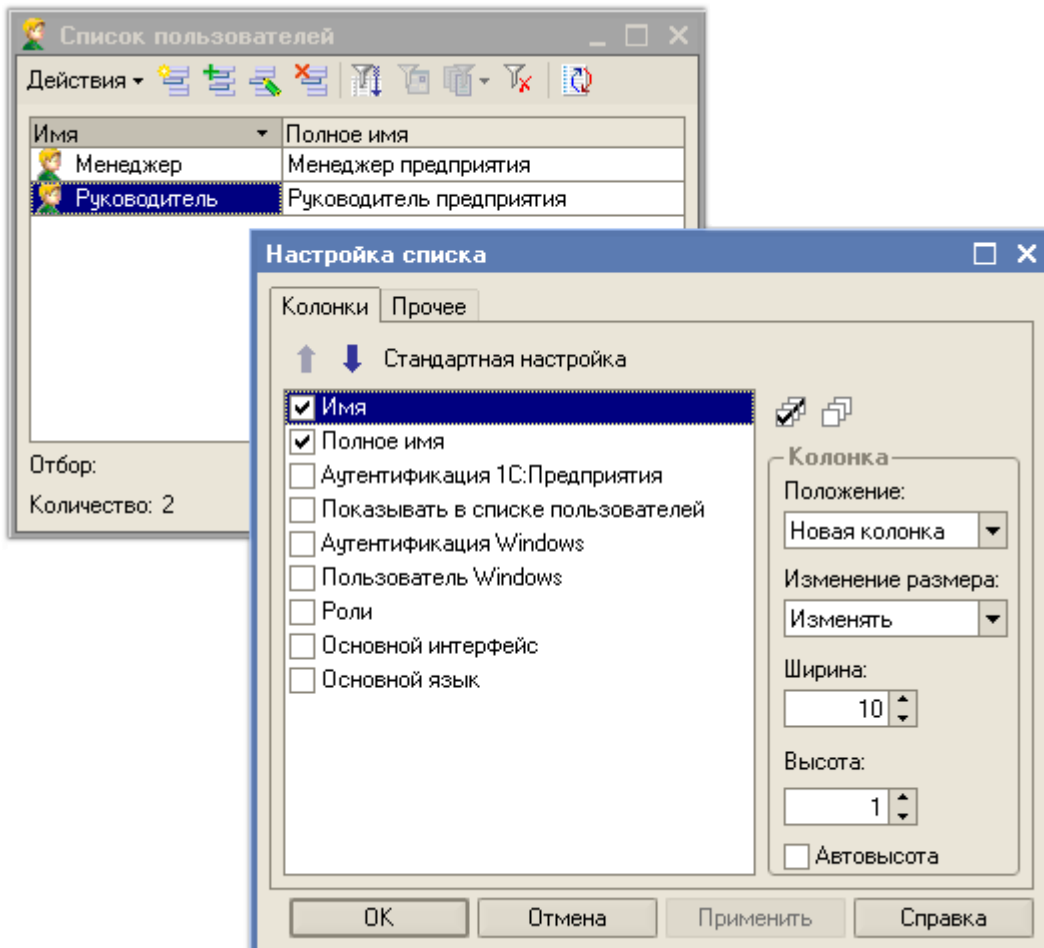 Список пользователей
Действия
Имя Полное имя
Менеджер Менеджер предприятия
Руководитель Руководитель предприятия
Отбор:
Количество: 2
Настройка списка
Колонки Прочее
Стандартная настройка
Имя
Полное имя
Аутентификация 1С:Предприятия
Показывать в списке пользователей
Аутентификация Windows
Пользователь Windows
Роли
Основной интерфейс
Основной язык
Колонка
Положение:
Новая колонка
Изменение размера:
Изменять
Ширина:
10
Высота:
1
Автовысота
ОК Отмена Применить Справка